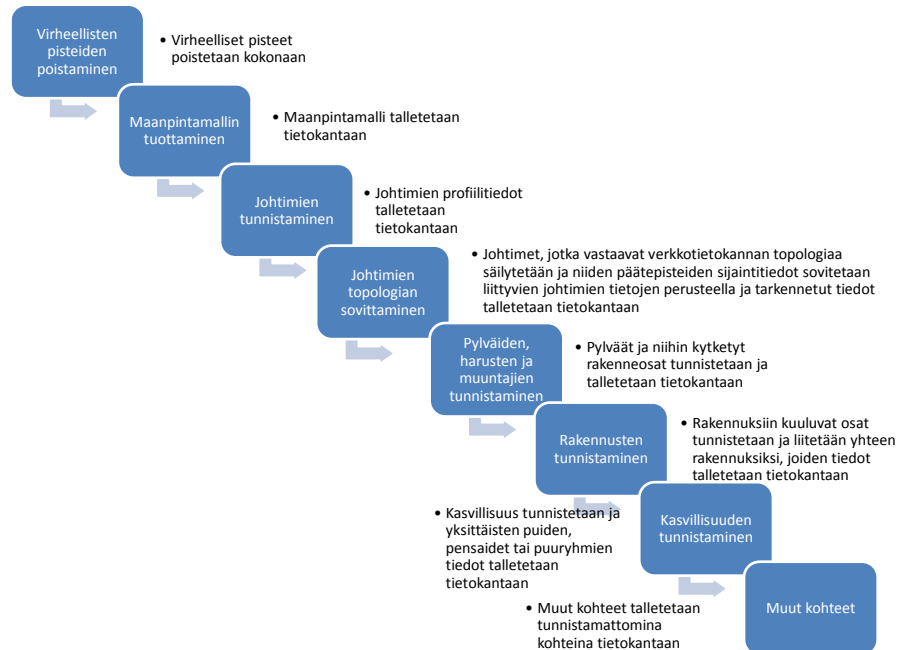 Virheellisten
pisteiden
poistaminen
• Virheelliset pisteet
poistetaan kokonaan
Maanpintamallin
tuottaminen
• Maanpintamalli talletetaan
tietokantaan
Johtimien
tunnistaminen
• Johtimien profiilitiedot
talletetaan
tietokantaan
Johtimien
topologian
sovittaminen
• Johtimet, jotka vastaavat verkkotietokannan topologiaa
säilytetään ja niiden päätepisteiden sijaintitiedot sovitetaan
liittyvien johtimien tietojen perusteella ja tarkennetut tiedot
talletetaan tietokantaan
Pylväiden,
harusten ja
muuntajien
tunnistaminen
• Pylväät ja niihin kytketyt
rakenneosat tunnistetaan ja
talletetaan tietokantaan
Rakennusten
tunnistaminen
• Rakennuksiin kuuluvat osat
tunnistetaan ja liitetään yhteen
rakennuksiksi, joiden tiedot
talletetaan tietokantaan
Kasvillisuuden
tunnistaminen
• Kasvillisuus tunnistetaan ja
yksittäisten puiden,
pensaidet tai puuryhmien
tiedot talletetaan
tietokantaan
Muut kohteet
• Muut kohteet talletetaan
tunnistamattomina
kohteina tietokantaan